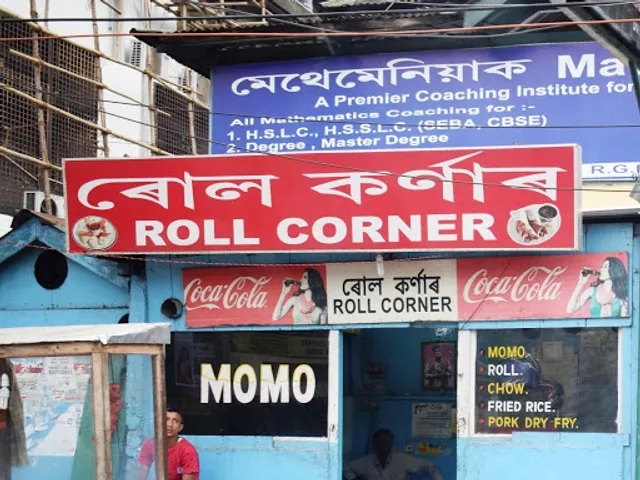 মেথেমেনিয়াক Ma
A Premier Coaching Institute for
All Mathematics Coaching for :-
1. H.S.L.C., H.S.S.L.C. (SEBA, CBSE)
2. Degree , Master Degree
R.G.
ৰোল কৰ্ণাৰ
ROLL CORNER
Coca-Cola
ৰোল কৰ্ণাৰ
ROLL CORNER
Coca-Cola
MOMO
MOMO.
ROLL.
CHOW.
FRIED RICE.
PORK DRY FRY.